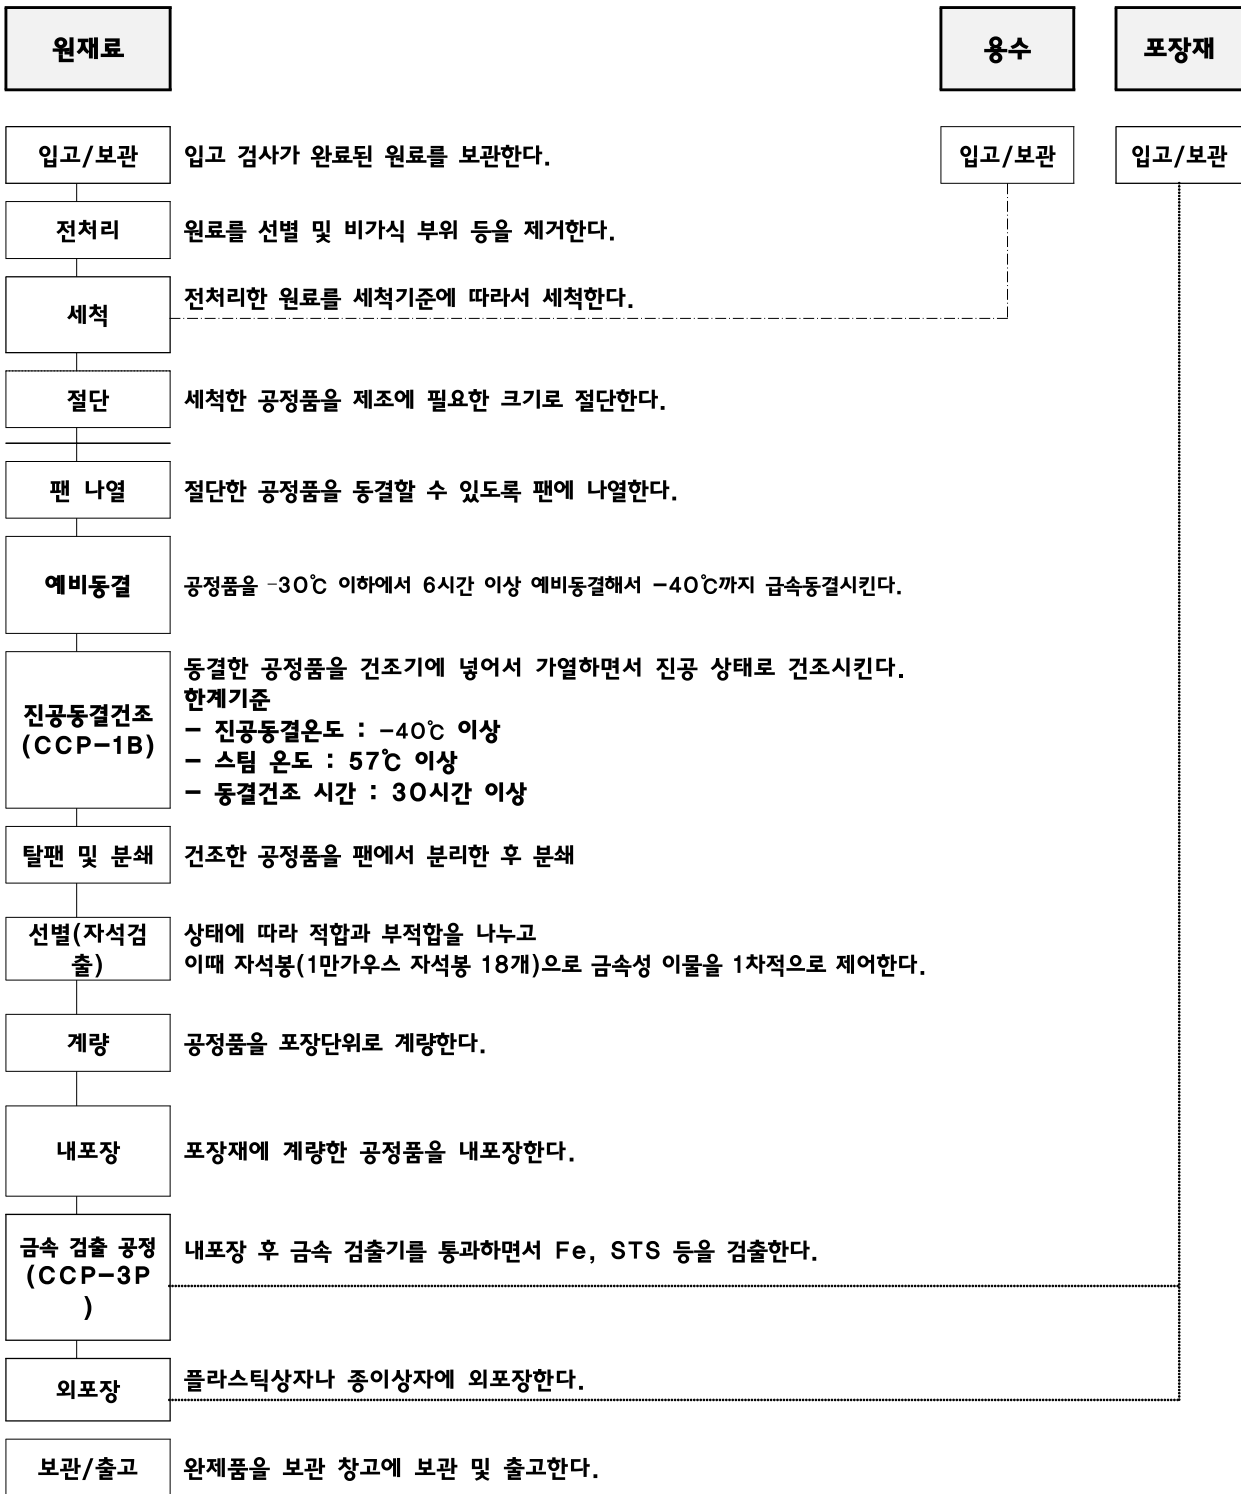 원재료
용수
포장재
입고/보관
입고 검사가 완료된 원료를 보관한다.
입고/보관
입고/보관
전처리
원료를 선별 및 비가식 부위 등을 제거한다.
세척
전처리한 원료를 세척기준에 따라서 세척한다.
절단
세척한 공정품을 제조에 필요한 크기로 절단한다.
팬 나열
절단한 공정품을 동결할 수 있도록 팬에 나열한다.
예비동결
공정품을 -30℃ 이하에서 6시간 이상 예비동결해서 -40℃까지 급속동결시킨다.
진공동결건조
(CCP-1B)
동결한 공정품을 건조기에 넣어서 가열하면서 진공 상태로 건조시킨다.
한계기준
- 진공동결온도 : -40℃ 이상
- 스팀 온도 : 57℃ 이상
- 동결건조 시간 : 30시간 이상
탈팬 및 분쇄
건조한 공정품을 팬에서 분리한 후 분쇄
선별(자석검
출)
상태에 따라 적합과 부적합을 나누고
이때 자석봉(1만가우스 자석봉 18개)으로 금속성 이물을 1차적으로 제어한다.
계량
공정품을 포장단위로 계량한다.
내포장
포장재에 계량한 공정품을 내포장한다.
금속 검출 공정
(CCP-3P
)
내포장 후 금속 검출기를 통과하면서 Fe, STS 등을 검출한다.
외포장
플라스틱상자나 종이상자에 외포장한다.
보관/출고
완제품을 보관 창고에 보관 및 출고한다.